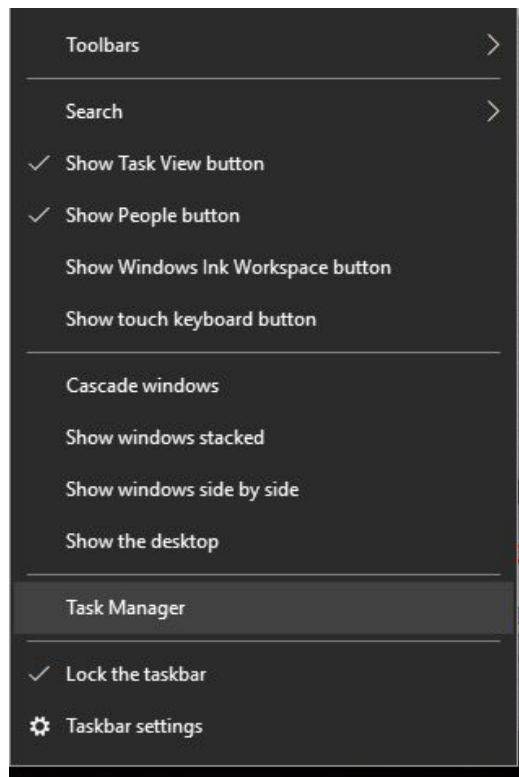 Toolbars
Search
Show Task View button
Show People button
Show Windows Ink Workspace button
Show touch keyboard button
Cascade windows
Show windows stacked
Show windows side by side
Show the desktop
Task Manager
Lock the taskbar
Taskbar settings